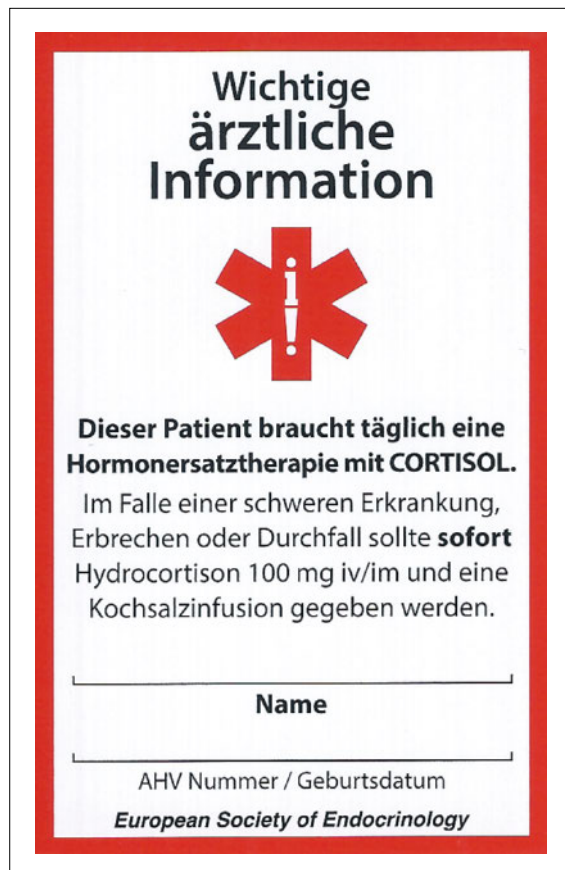 Wichtige
ärztliche
Information
Dieser Patient braucht täglich eine
Hormonersatztherapie mit CORTISOL.
Im Falle einer schweren Erkrankung,
Erbrechen oder Durchfall sollte sofort
Hydrocortison 100 mg iv/im und eine
Kochsalzinfusion gegeben werden.
Name
AHV Nummer / Geburtsdatum
European Society of Endocrinology